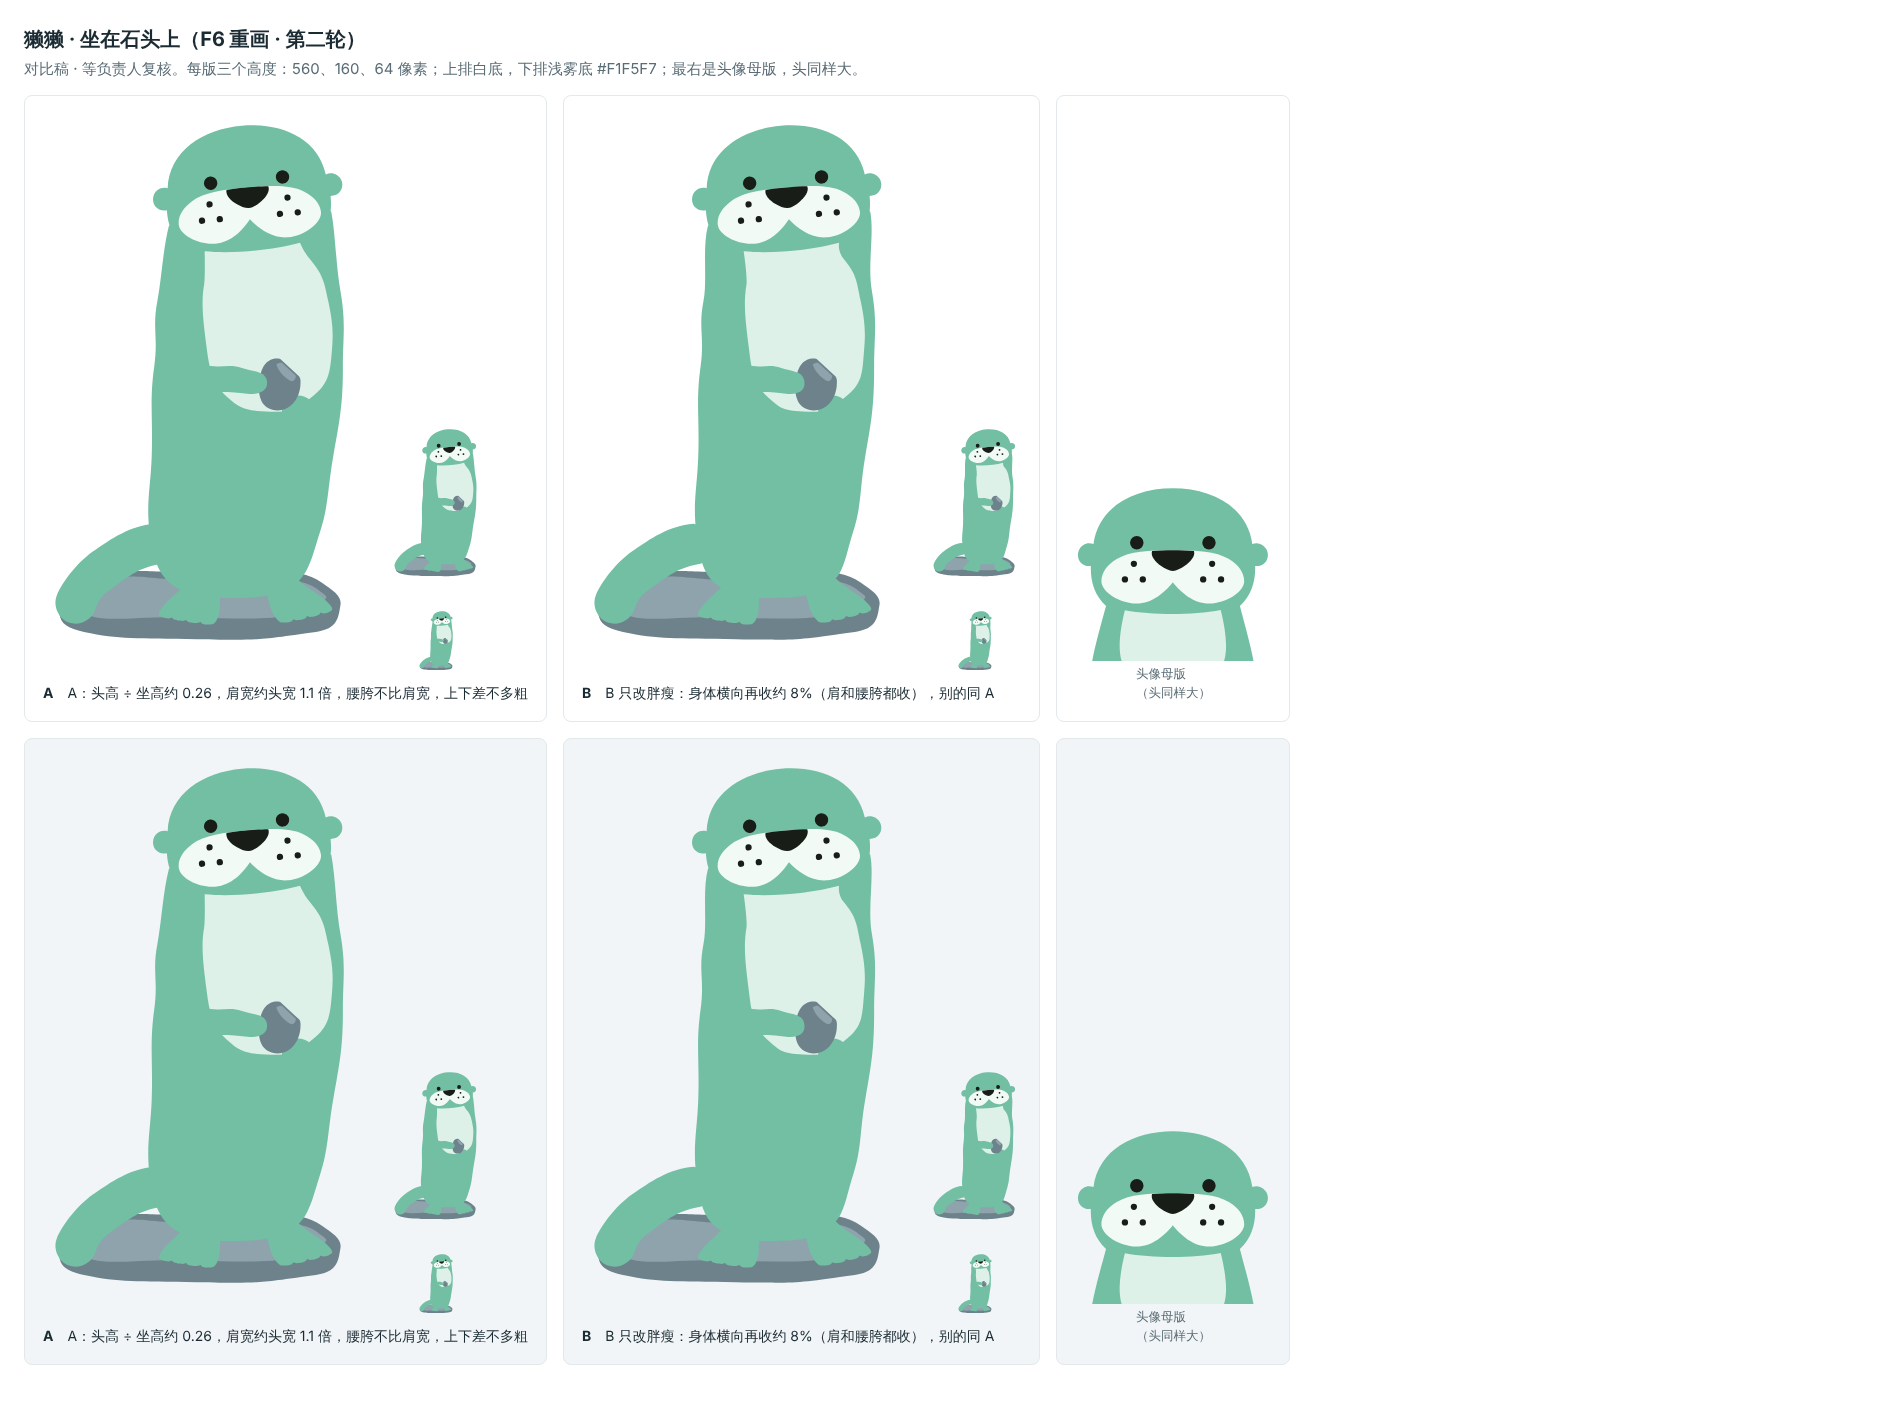 獭獭 · 坐在石头上（F6 重画 · 第二轮）
对比稿 · 等负责人复核。每版三个高度：560、160、64 像素；上排白底，下排浅雾底 #F1F5F7；最右是头像母版，头同样大。
A A：头高 ÷ 坐高约 0.26，肩宽约头宽 1.1 倍，腰胯不比肩宽，上下差不多粗
B B 只改胖瘦：身体横向再收约 8%（肩和腰胯都收），别的同 A
头像母版
（头同样大）
A A：头高 ÷ 坐高约 0.26，肩宽约头宽 1.1 倍，腰胯不比肩宽，上下差不多粗
B B 只改胖瘦：身体横向再收约 8%（肩和腰胯都收），别的同 A
头像母版
（头同样大）